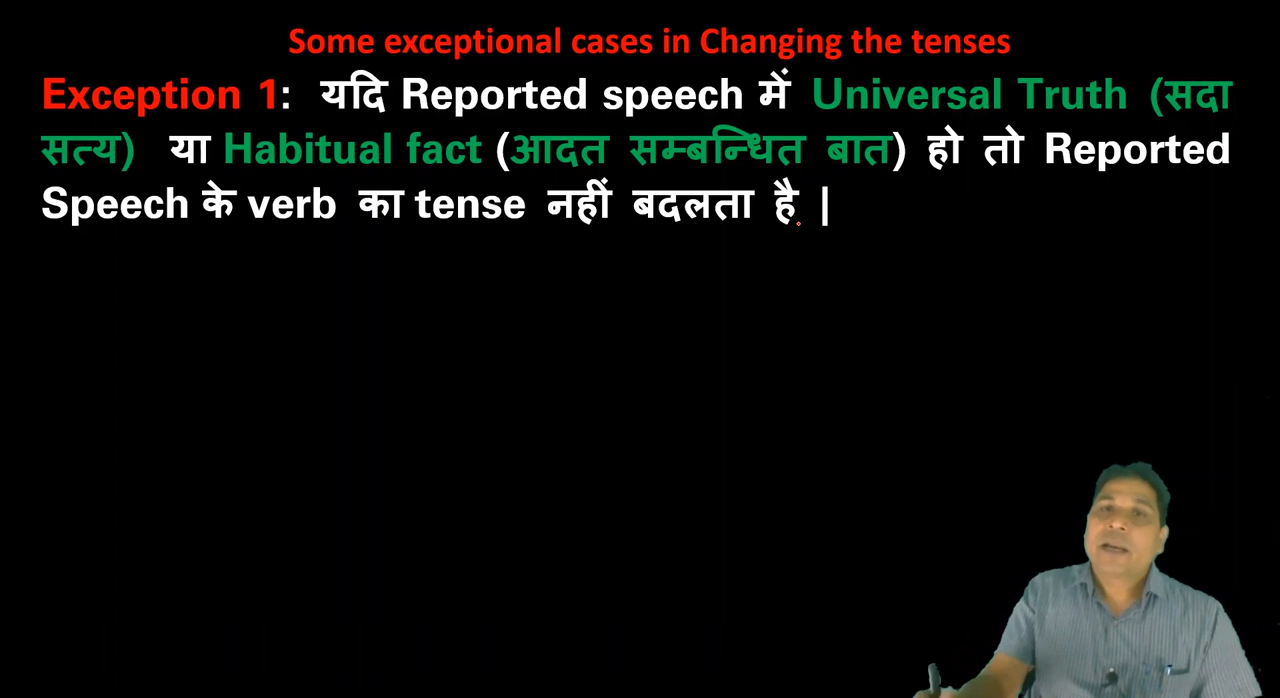 Some exceptional cases in Changing the tenses
Exception 1: यदि Reported speech में Universal Truth (सदा
सत्य) या Habitual fact (आदत सम्बन्धित बात) हो तो Reported
Speech के verb का tense नहीं बदलता है |